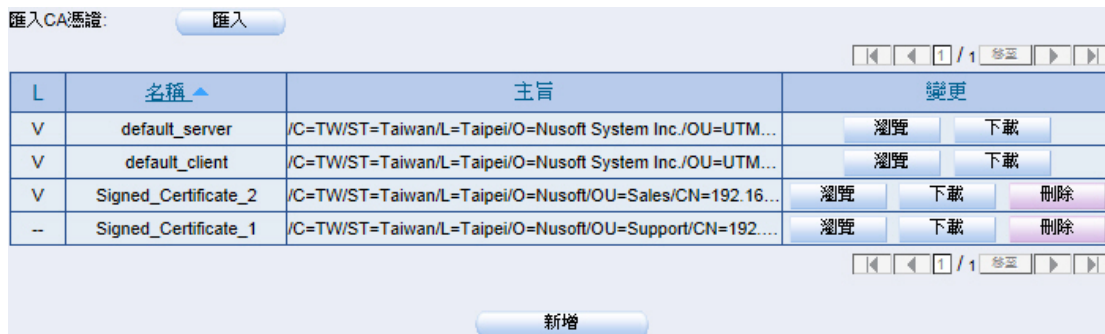 匯入CA憑證: 匯入
1 / 1 移至
L 名稱 主旨 變更
V default_server /C=TW/ST=Taiwan/L=Taipei/O=Nusoft System Inc./OU=UTM... 瀏覽 下載
V default_client /C=TW/ST=Taiwan/L=Taipei/O=Nusoft System Inc./OU=UTM... 瀏覽 下載
V Signed_Certificate_2 /C=TW/ST=Taiwan/L=Taipei/O=Nusoft/OU=Sales/CN=192.16... 瀏覽 下載 刪除
-- Signed_Certificate_1 /C=TW/ST=Taiwan/L=Taipei/O=Nusoft/OU=Support/CN=192.... 瀏覽 下載 刪除
1 / 1 移至
新增